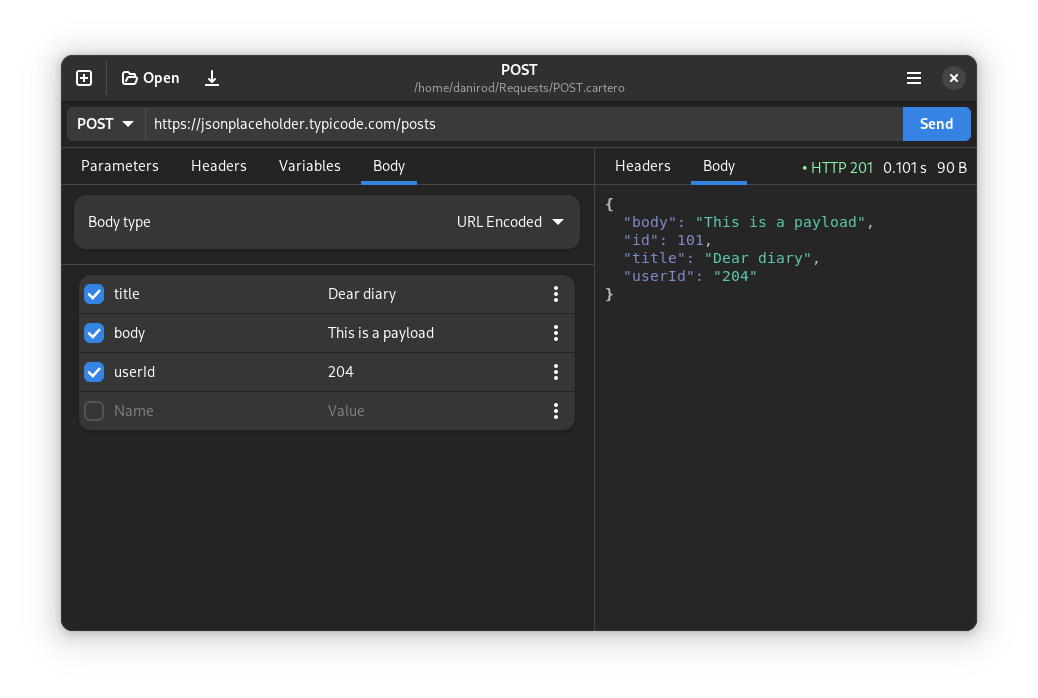 Open
POST
/home/danirod/Requests/POST.cartero
POST
https://jsonplaceholder.typicode.com/posts
Send
Parameters Headers Variables Body
Headers Body • HTTP 201 0.101 s 90 B
Body type URL Encoded
title Dear diary
body This is a payload
userId 204
Name Value
{
"body": "This is a payload",
"id": 101,
"title": "Dear diary",
"userId": "204"
}